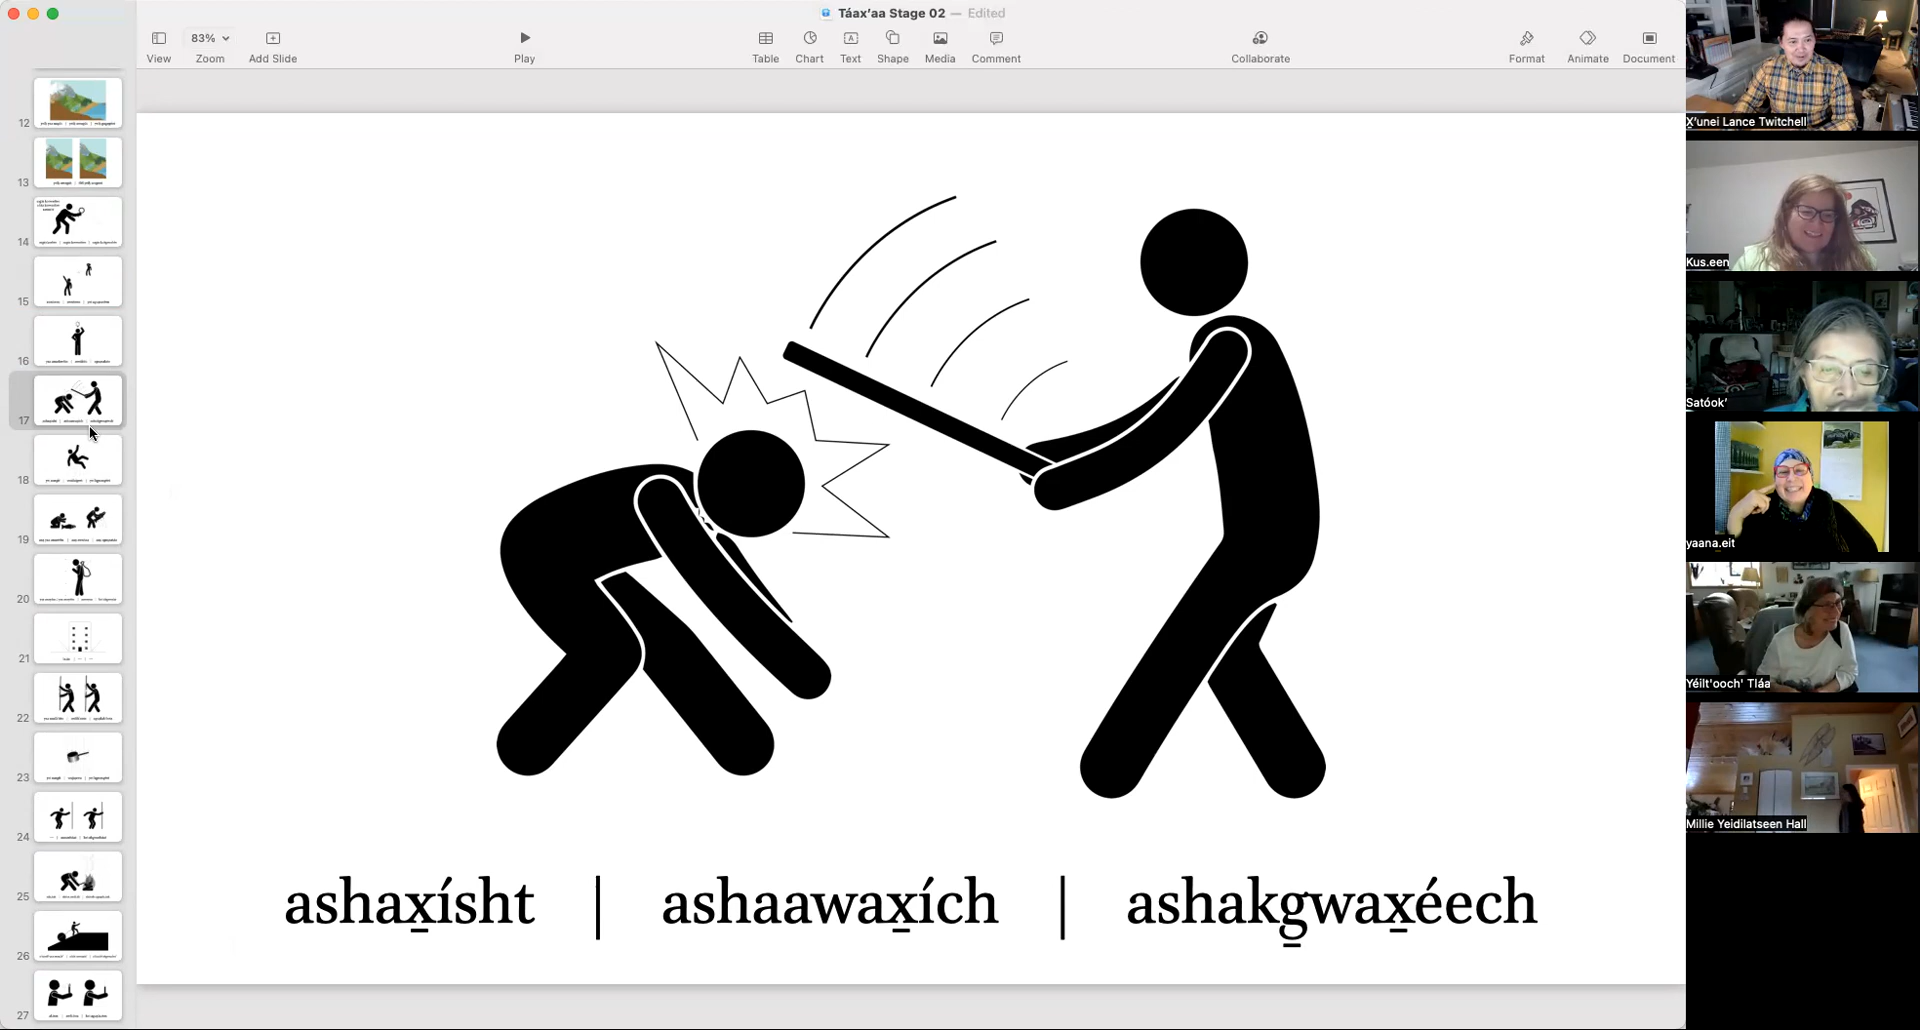 Táax'aa Stage 02 — Edited
View
83%
Zoom
Add Slide
Play
Table
Chart
Text
Shape
Media
Comment
Collaborate
Format
Animate
Document
12
13
14
15
16
17
18
19
20
21
22
23
24
25
26
27
ashax̲ísht | ashaawax̲ích | ashakg̲wax̲éech
X̲'unei Lance Twitchell
Kus.een
Satóok'
yaana.eit
Yéilt'ooch' Tláa
Millie Yeidilatseen Hall